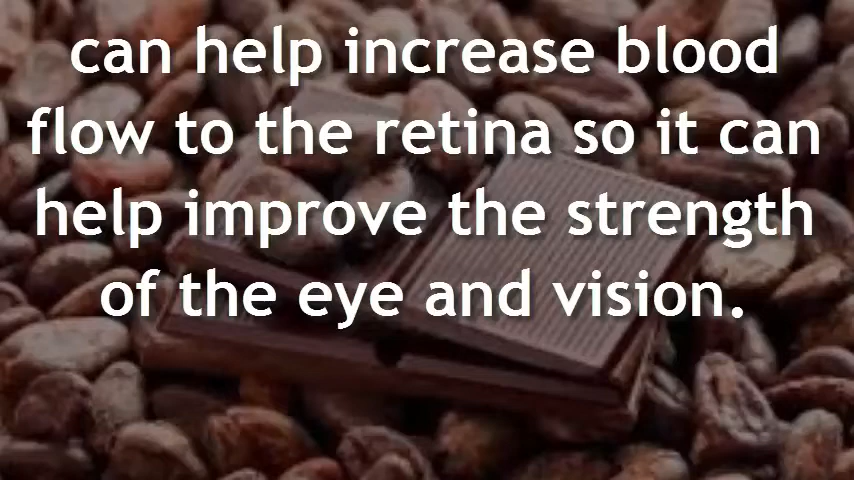 can help increase blood
flow to the retina so it can
help improve the strength
of the eye and vision.